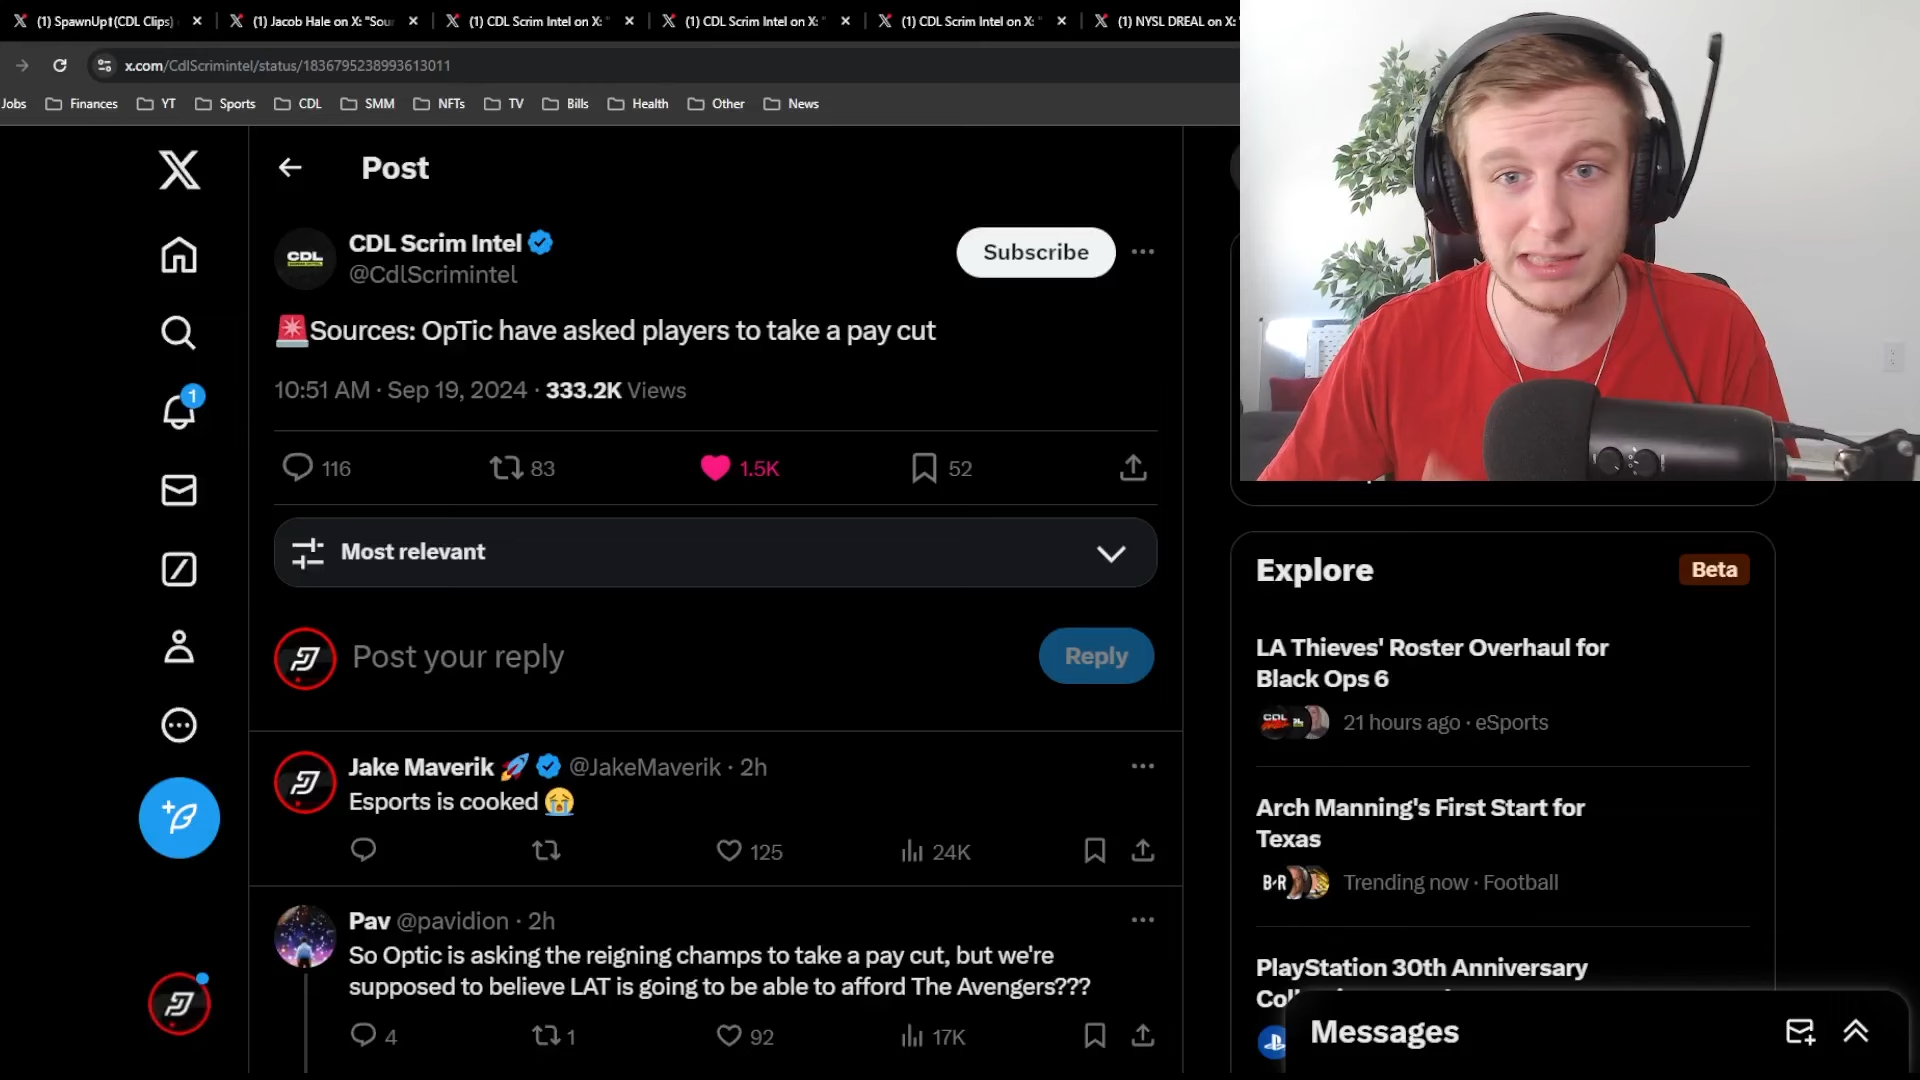 (1) SpawnUp!(CDL Clips)
(1) Jacob Hale on X: "Sour
(1) CDL Scrim Intel on X: "
(1) CDL Scrim Intel on X: "
(1) CDL Scrim Intel on X: "
(1) NYSL DREAL on X: "
x.com/CdlScrimintel/status/1836795238993613011
Jobs
Finances
YT
Sports
CDL
SMM
NFTs
TV
Bills
Health
Other
News
Post
CDL Scrim Intel
@CdlScrimintel
Subscribe
🚨Sources: OpTic have asked players to take a pay cut
10:51 AM · Sep 19, 2024 · 333.2K Views
116
83
1.5K
52
Most relevant
Post your reply
Reply
Jake Maverik 🚀 @JakeMaverik · 2h
Esports is cooked 😭
125
24K
Pav @pavidion · 2h
So Optic is asking the reigning champs to take a pay cut, but we're
supposed to believe LAT is going to be able to afford The Avengers???
4
1
92
17K
1
CDL
Explore
Beta
LA Thieves' Roster Overhaul for
Black Ops 6
21 hours ago · eSports
Arch Manning's First Start for
Texas
B·R
Trending now · Football
PlayStation 30th Anniversary
Messages